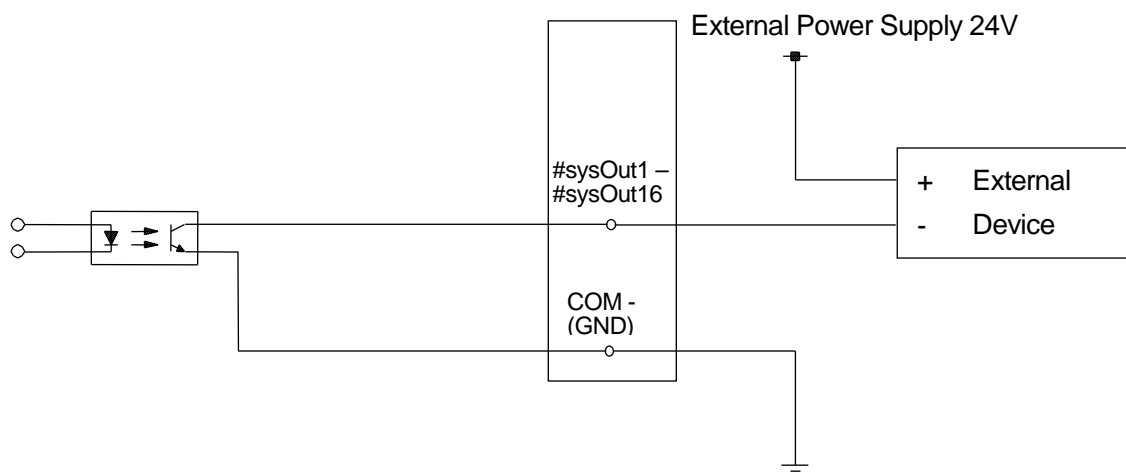 External Power Supply 24V
#sysOut1 –
#sysOut16
+ External
- Device
COM -
(GND)